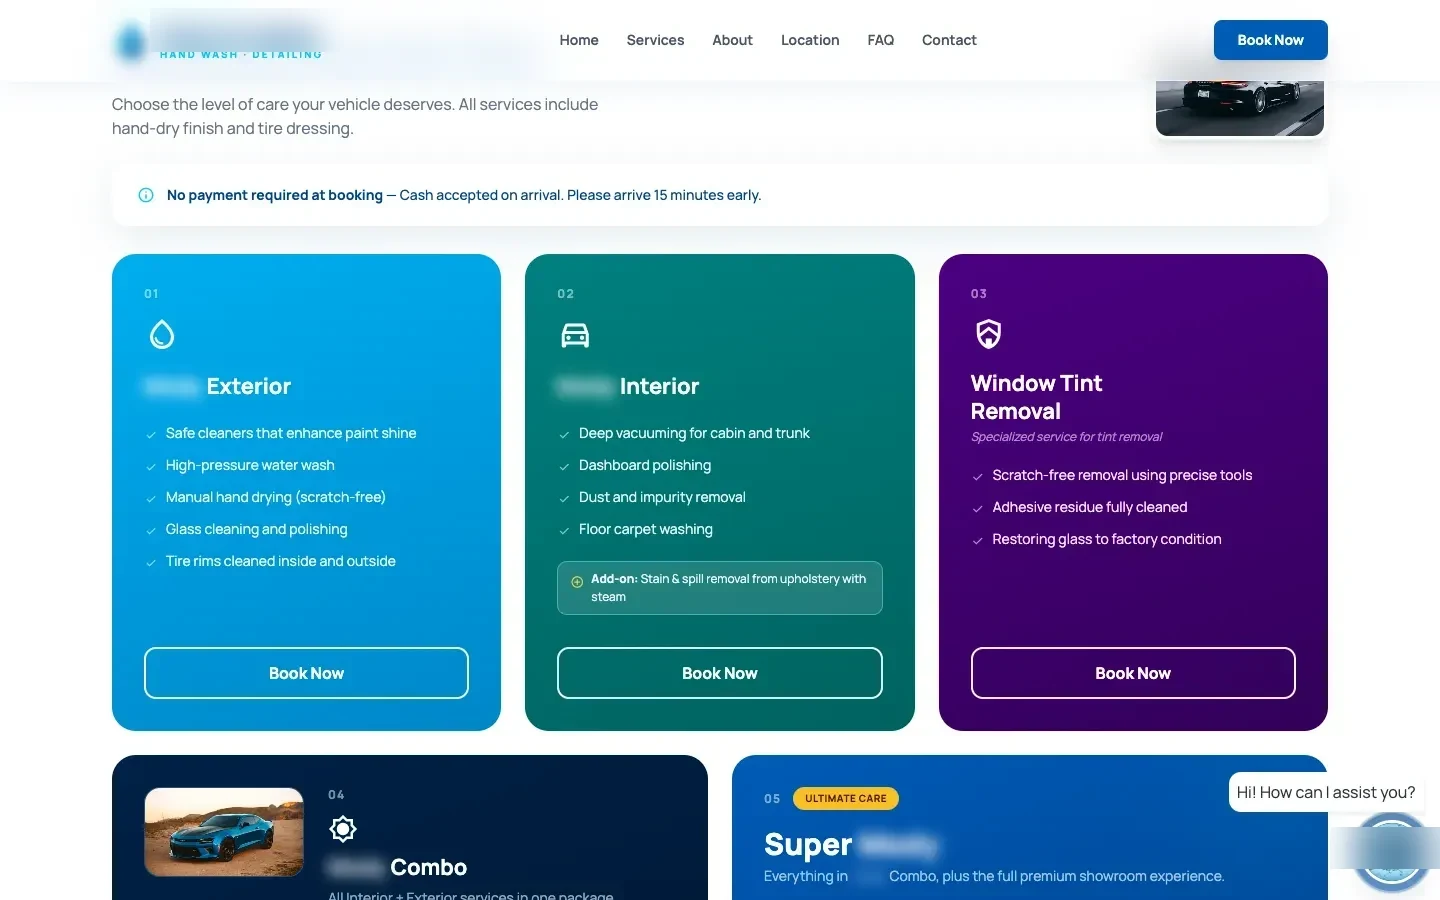 HAND WASH · DETAILING
Home Services About Location FAQ Contact
Book Now
Choose the level of care your vehicle deserves. All services include
hand-dry finish and tire dressing.
No payment required at booking — Cash accepted on arrival. Please arrive 15 minutes early.
01
Exterior
Safe cleaners that enhance paint shine
High-pressure water wash
Manual hand drying (scratch-free)
Glass cleaning and polishing
Tire rims cleaned inside and outside
Book Now
02
Interior
Deep vacuuming for cabin and trunk
Dashboard polishing
Dust and impurity removal
Floor carpet washing
Add-on: Stain & spill removal from upholstery with
steam
Book Now
03
Window Tint
Removal
Specialized service for tint removal
Scratch-free removal using precise tools
Adhesive residue fully cleaned
Restoring glass to factory condition
Book Now
04
Combo
All Interior + Exterior services in one package
05
ULTIMATE CARE
Super
Everything in Combo, plus the full premium showroom experience.
Hi! How can I assist you?